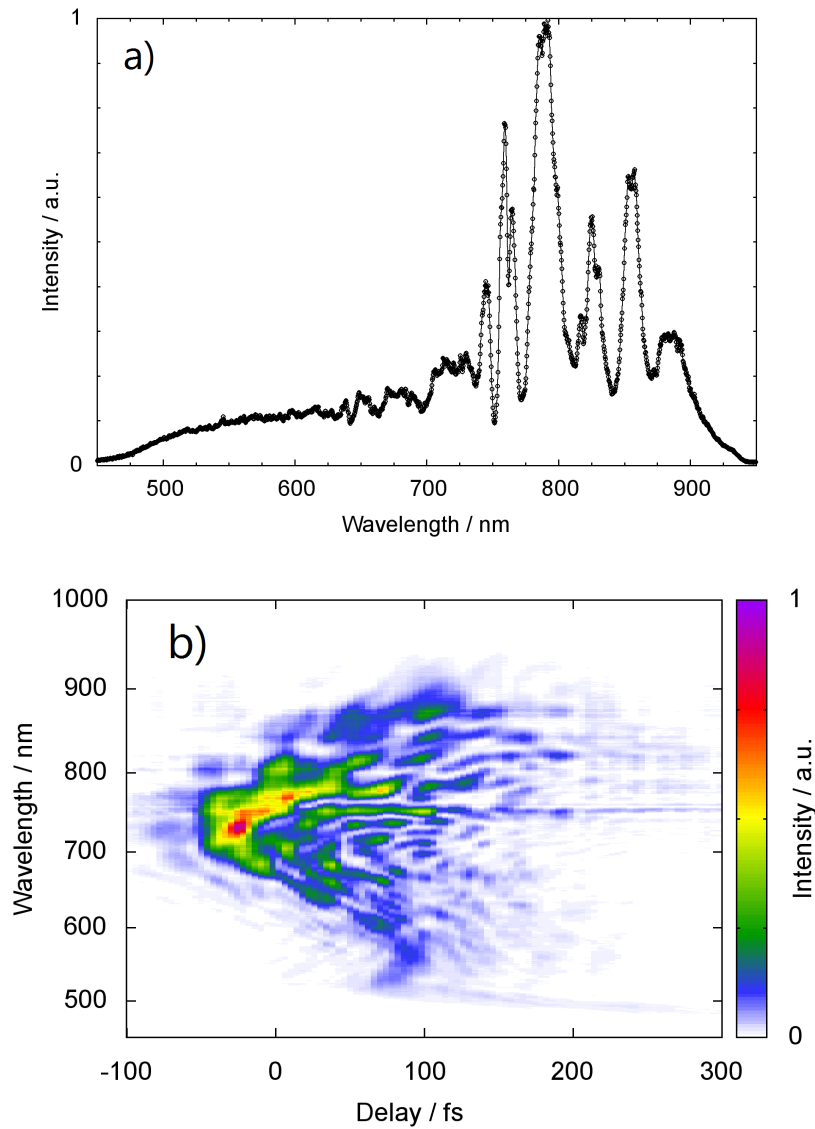 a)
1
0
Intensity / a.u.
500 600 700 800 900
Wavelength / nm
b)
1000
900
800
700
600
500
Wavelength / nm
-100 0 100 200 300
Delay / fs
1
0
Intensity / a.u.